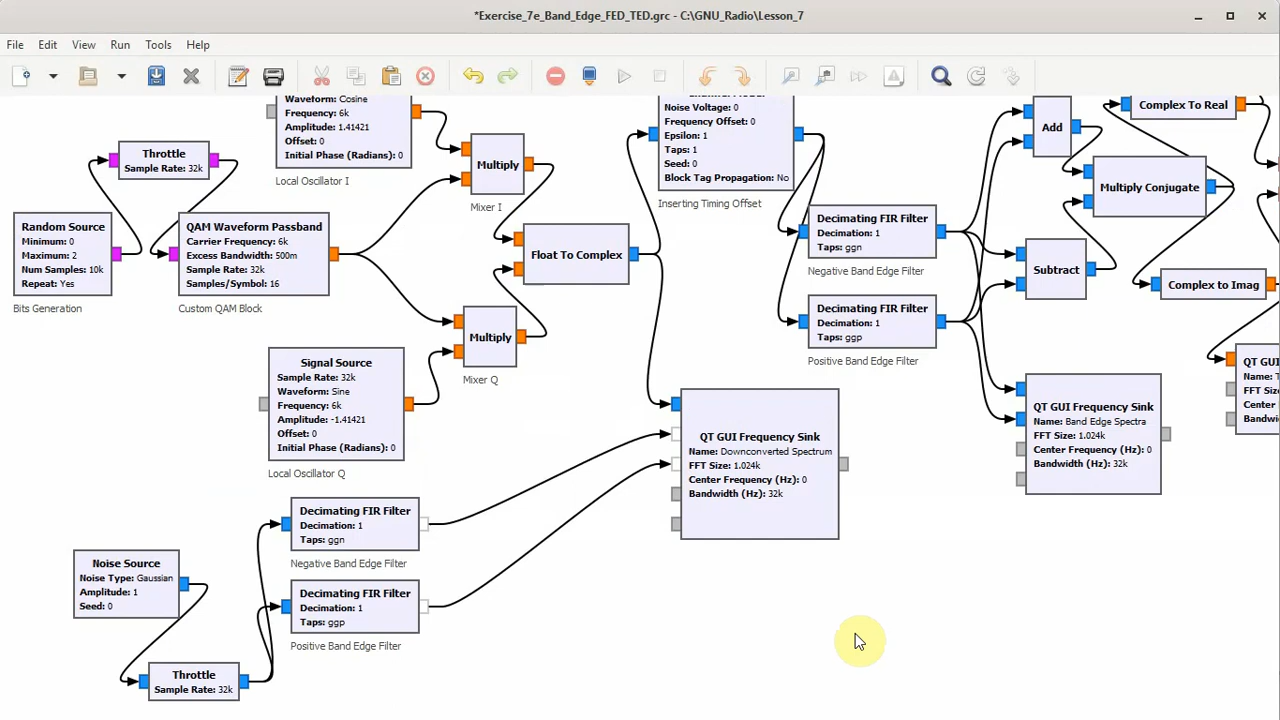 *Exercise_7e_Band_Edge_FED_TED.grc - C:\GNU_Radio\Lesson_7
File Edit View Run Tools Help
Throttle
Sample Rate: 32k
Random Source
Minimum: 0
Maximum: 2
Num Samples: 10k
Repeat: Yes
Bits Generation
QAM Waveform Passband
Carrier Frequency: 6k
Excess Bandwidth: 500m
Sample Rate: 32k
Samples/Symbol: 16
Custom QAM Block
Waveform: Cosine
Frequency: 6k
Amplitude: 1.41421
Offset: 0
Initial Phase (Radians): 0
Local Oscillator I
Multiply
Mixer I
Float To Complex
Multiply
Mixer Q
Signal Source
Sample Rate: 32k
Waveform: Sine
Frequency: 6k
Amplitude: -1.41421
Offset: 0
Initial Phase (Radians): 0
Local Oscillator Q
Noise Voltage: 0
Frequency Offset: 0
Epsilon: 1
Taps: 1
Seed: 0
Block Tag Propagation: No
Inserting Timing Offset
Decimating FIR Filter
Decimation: 1
Taps: ggn
Negative Band Edge Filter
Decimating FIR Filter
Decimation: 1
Taps: ggp
Positive Band Edge Filter
Add
Complex To Real
Multiply Conjugate
Subtract
Complex to Imag
QT GUI Frequency Sink
Name: Band Edge Spectra
FFT Size: 1.024k
Center Frequency (Hz): 0
Bandwidth (Hz): 32k
QT GUI
FFT Size
Center
Bandwid
QT GUI Frequency Sink
Name: Downconverted Spectrum
FFT Size: 1.024k
Center Frequency (Hz): 0
Bandwidth (Hz): 32k
Decimating FIR Filter
Decimation: 1
Taps: ggn
Negative Band Edge Filter
Decimating FIR Filter
Decimation: 1
Taps: ggp
Positive Band Edge Filter
Noise Source
Noise Type: Gaussian
Amplitude: 1
Seed: 0
Throttle
Sample Rate: 32k